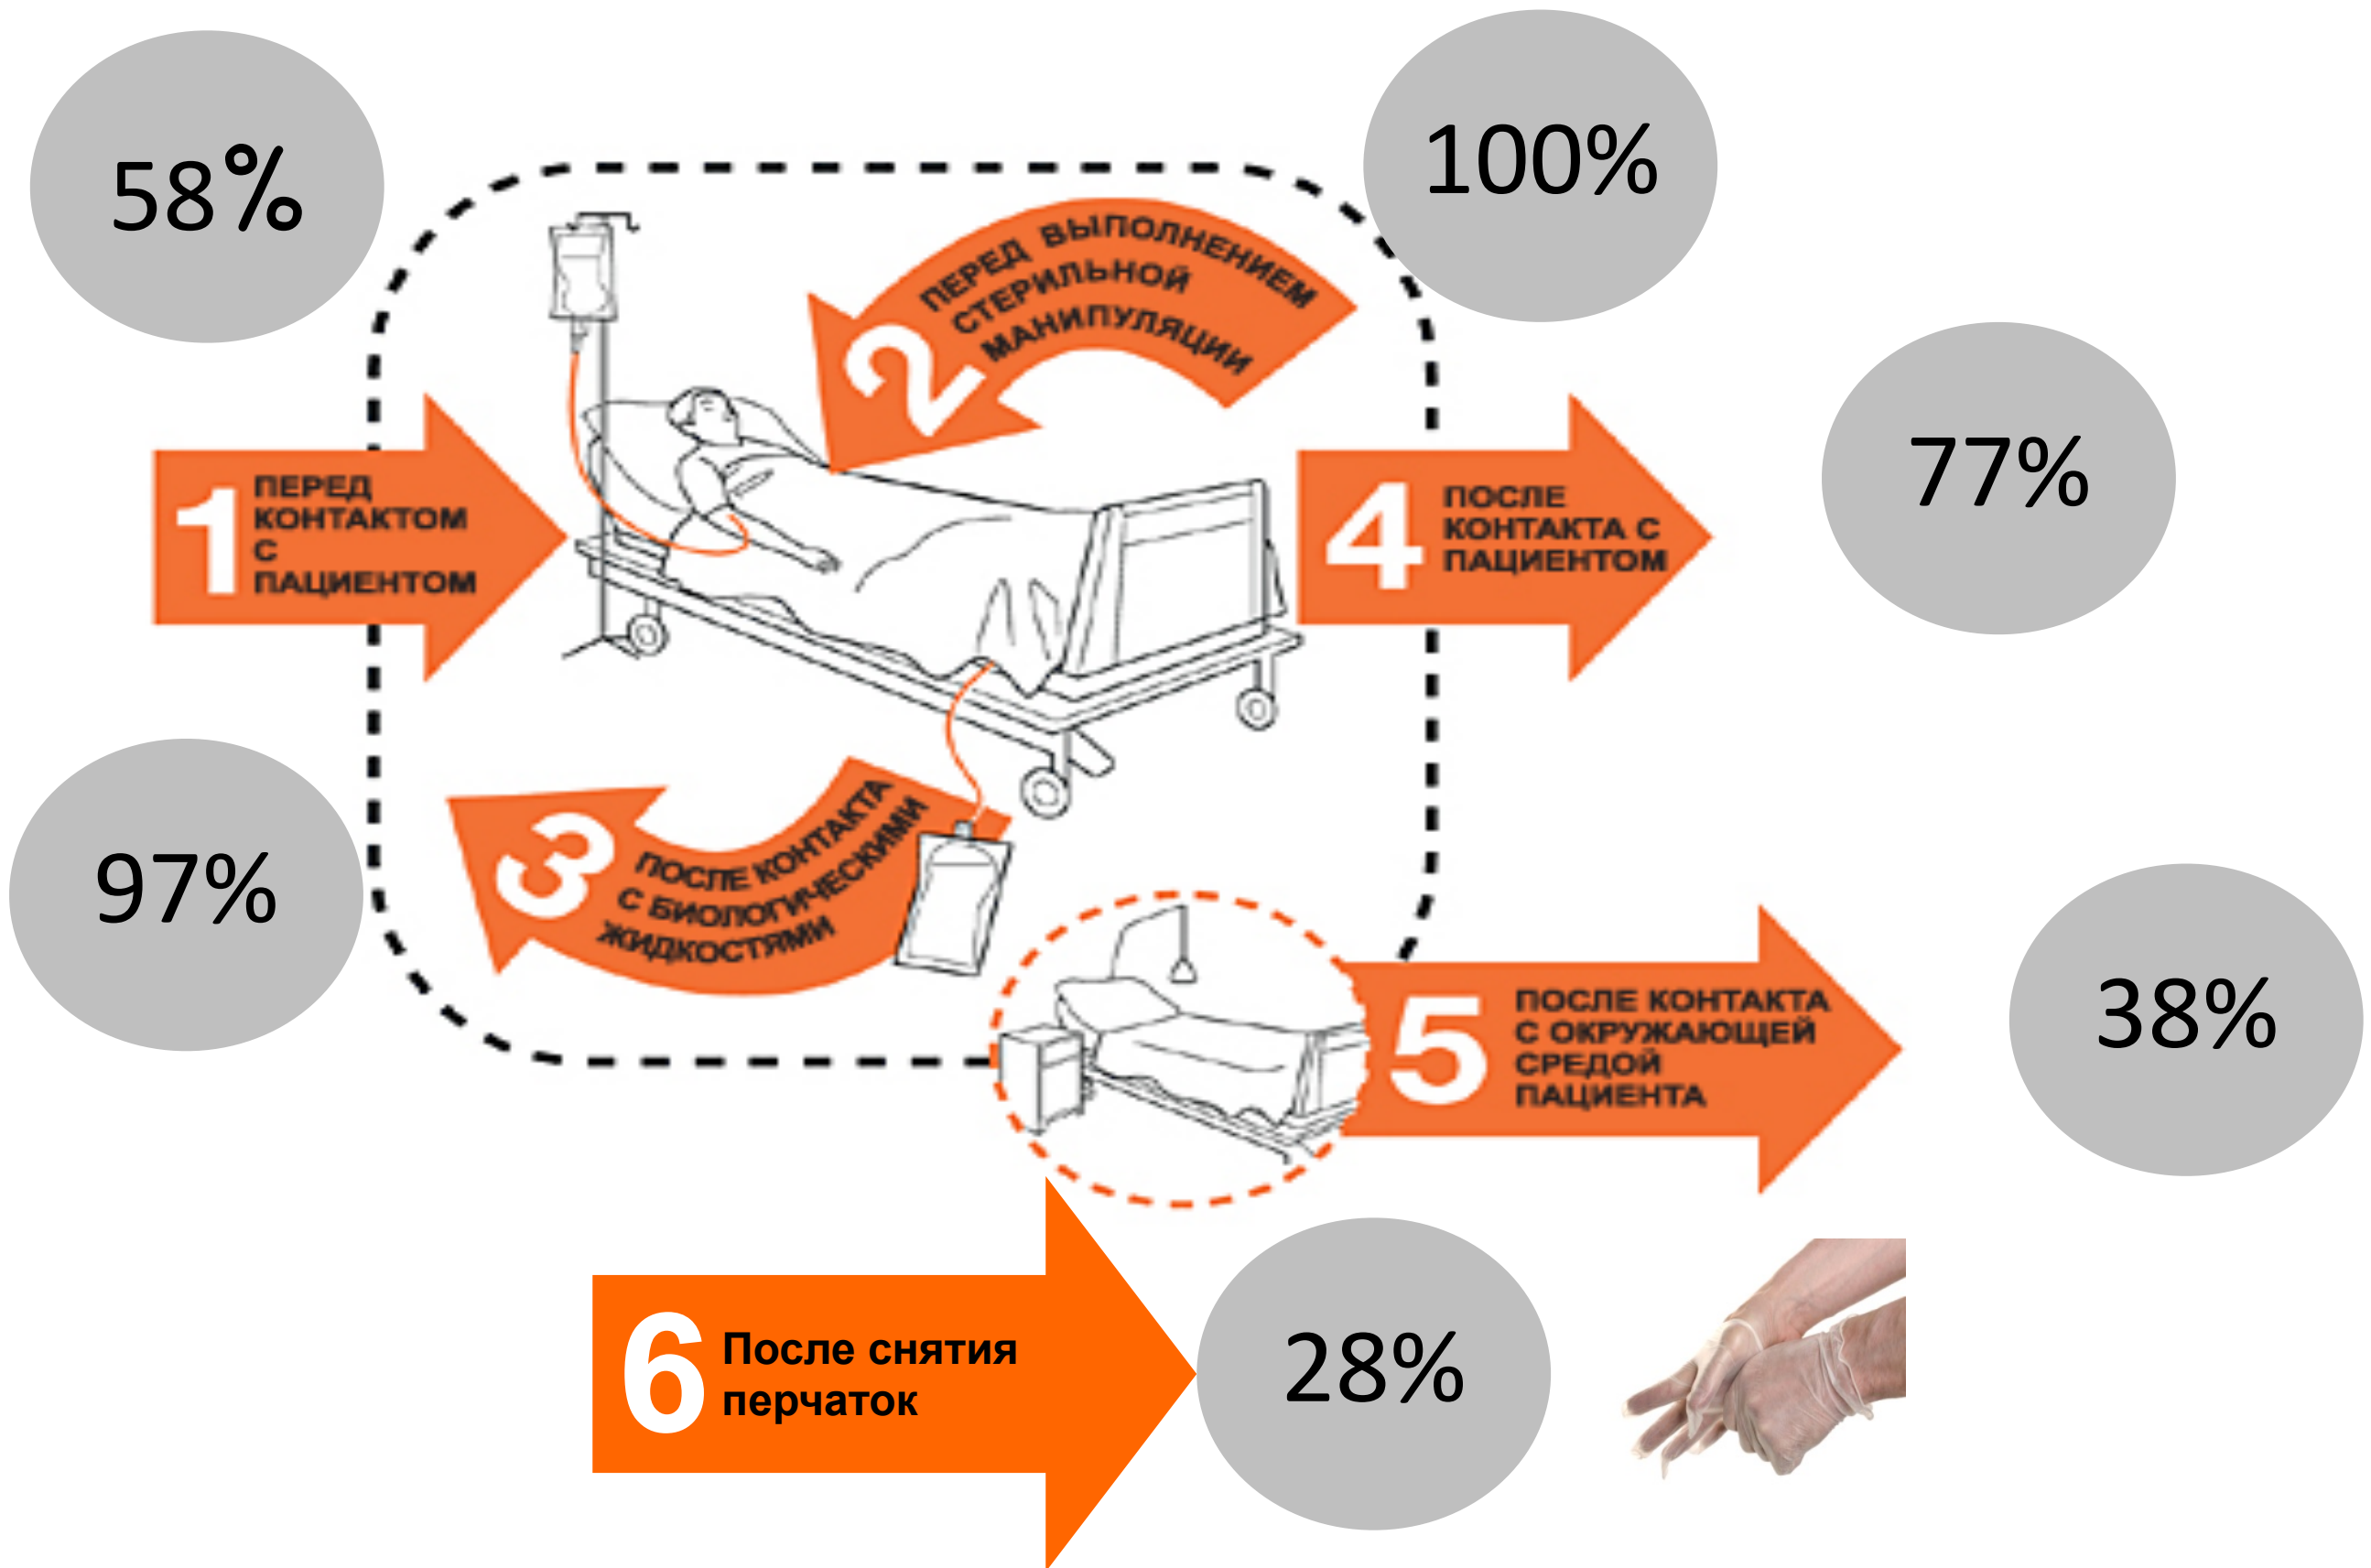 58%
100%
2 ПЕРЕД ВЫПОЛНЕНИЕМ
СТЕРИЛЬНОЙ
МАНИПУЛЯЦИИ
77%
1 ПЕРЕД
КОНТАКТОМ
С
ПАЦИЕНТОМ
4 ПОСЛЕ
КОНТАКТА С
ПАЦИЕНТОМ
97%
3 ПОСЛЕ КОНТАКТА
С БИОЛОГИЧЕСКИМИ
ЖИДКОСТЯМИ
5 ПОСЛЕ КОНТАКТА
С ОКРУЖАЮЩЕЙ
СРЕДОЙ
ПАЦИЕНТА
38%
6 После снятия
перчаток
28%